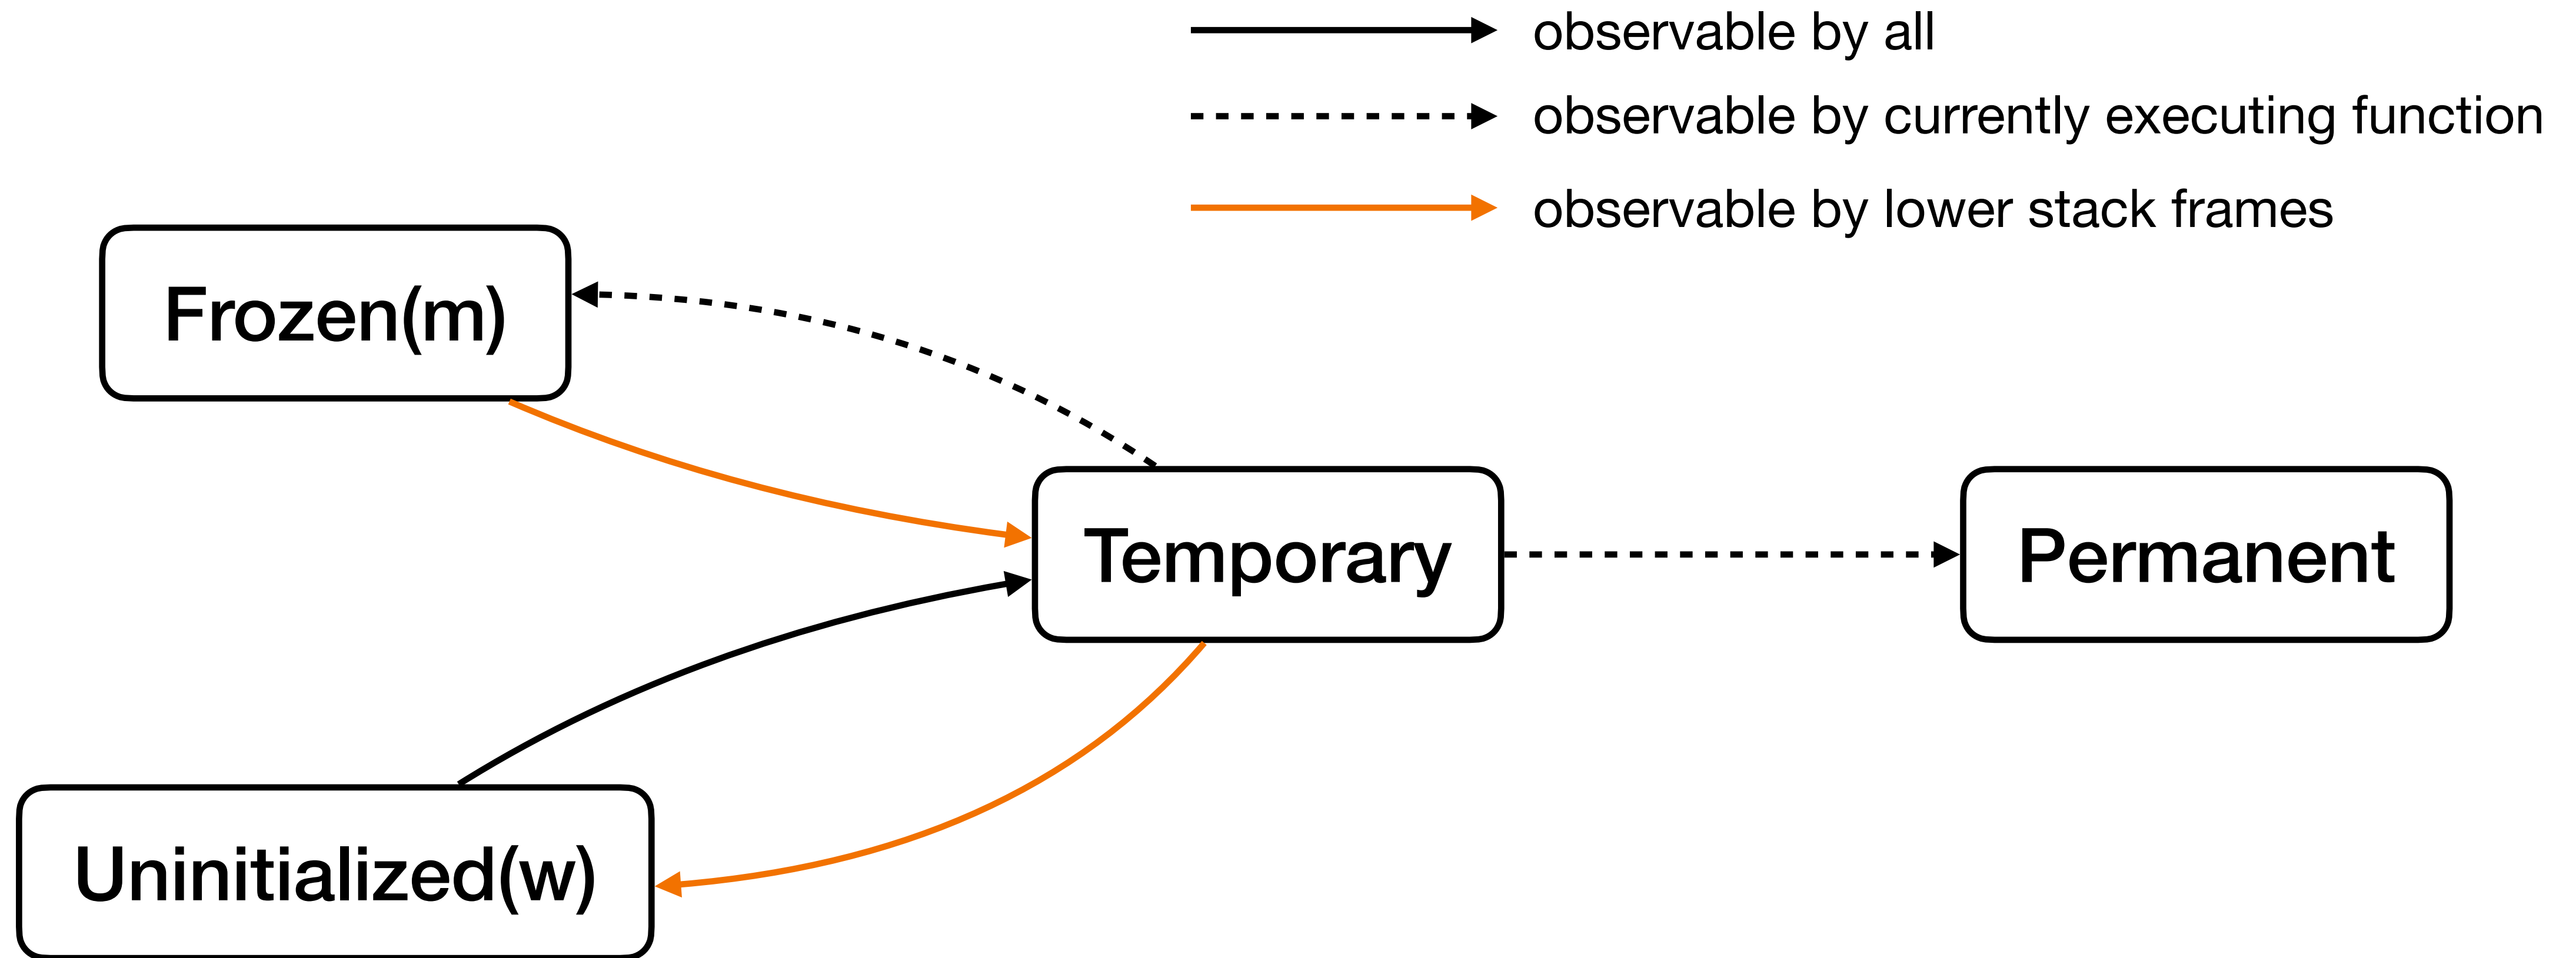 observable by all
observable by currently executing function
observable by lower stack frames
Frozen(m)
Temporary
Permanent
Uninitialized(w)